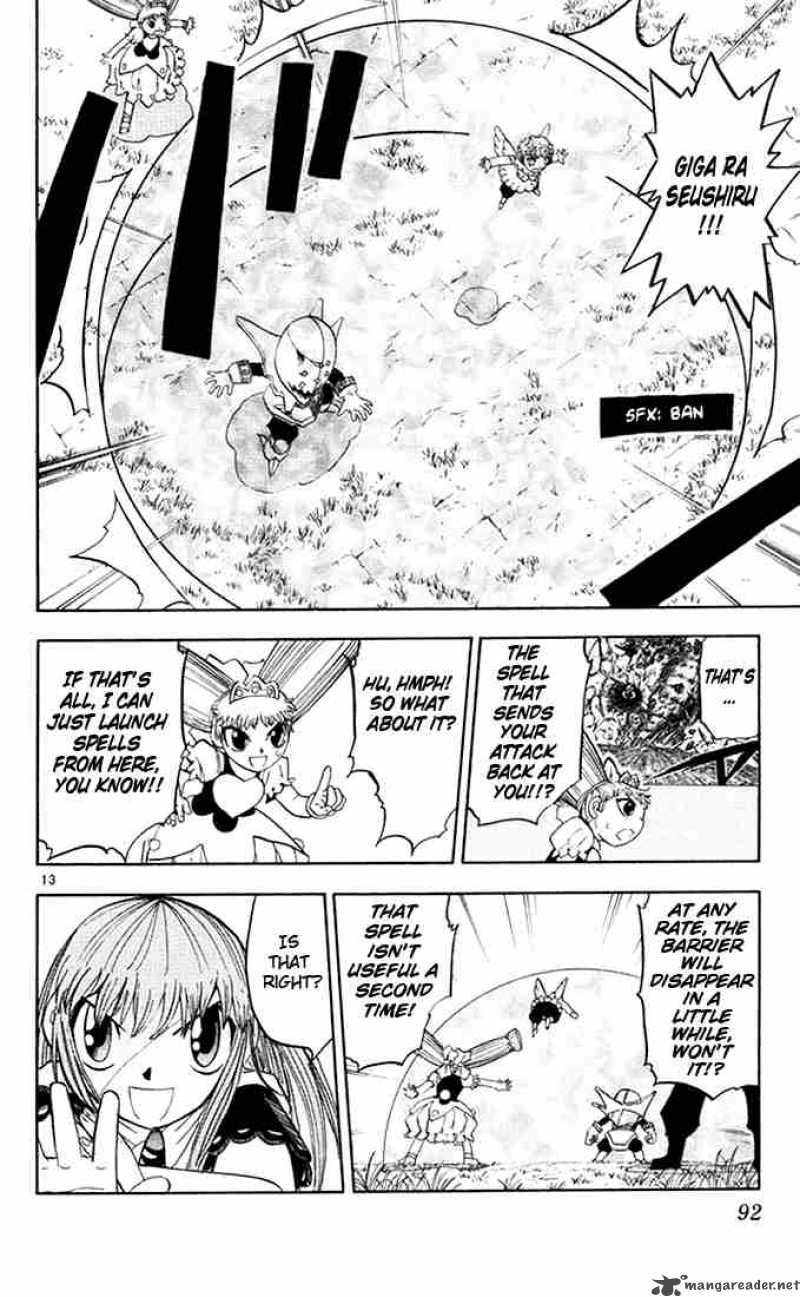 GIGA RA
SEUSHIRU
!!!
SFX: BAN
THAT'S
...
THE
SPELL
THAT
SENDS
YOUR
ATTACK
BACK AT
YOU!!?
HU, HMPH!
SO WHAT
ABOUT IT?
IF THAT'S
ALL, I CAN
JUST LAUNCH
SPELLS
FROM HERE,
YOU KNOW!!
13
AT ANY
RATE, THE
BARRIER
WILL
DISAPPEAR
IN A
LITTLE
WHILE,
WON'T
IT!?
THAT
SPELL
ISN'T
USEFUL A
SECOND
TIME!
IS
THAT
RIGHT?
92
mangareader.net